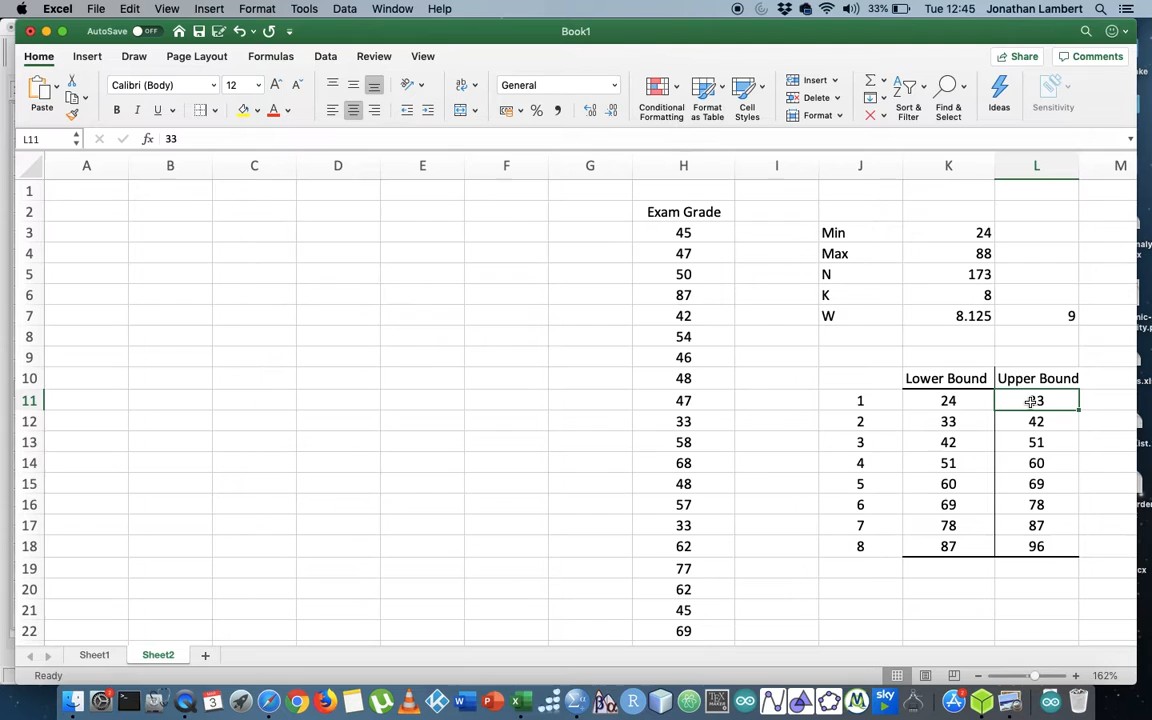 Excel File Edit View Insert Format Tools Data Window Help 33% Tue 12:45 Jonathan Lambert
AutoSave OFF Book1
Home Insert Draw Page Layout Formulas Data Review View Share Comments
Paste Calibri (Body) 12 A A General Conditional Formatting Format as Table Cell Styles Insert Delete Format Sort & Filter Find & Select Ideas Sensitivity
B I U
L11 fx 33
A B C D E F G H I J K L M
1
2 Exam Grade
3 45 Min 24
4 47 Max 88
5 50 N 173
6 87 K 8
7 42 W 8.125 9
8 54
9 46
10 48 Lower Bound Upper Bound
11 47 1 24 33
12 33 2 33 42
13 58 3 42 51
14 68 4 51 60
15 48 5 60 69
16 57 6 69 78
17 33 7 78 87
18 62 8 87 96
19 77
20 62
21 45
22 69
Sheet1 Sheet2
Ready 162%